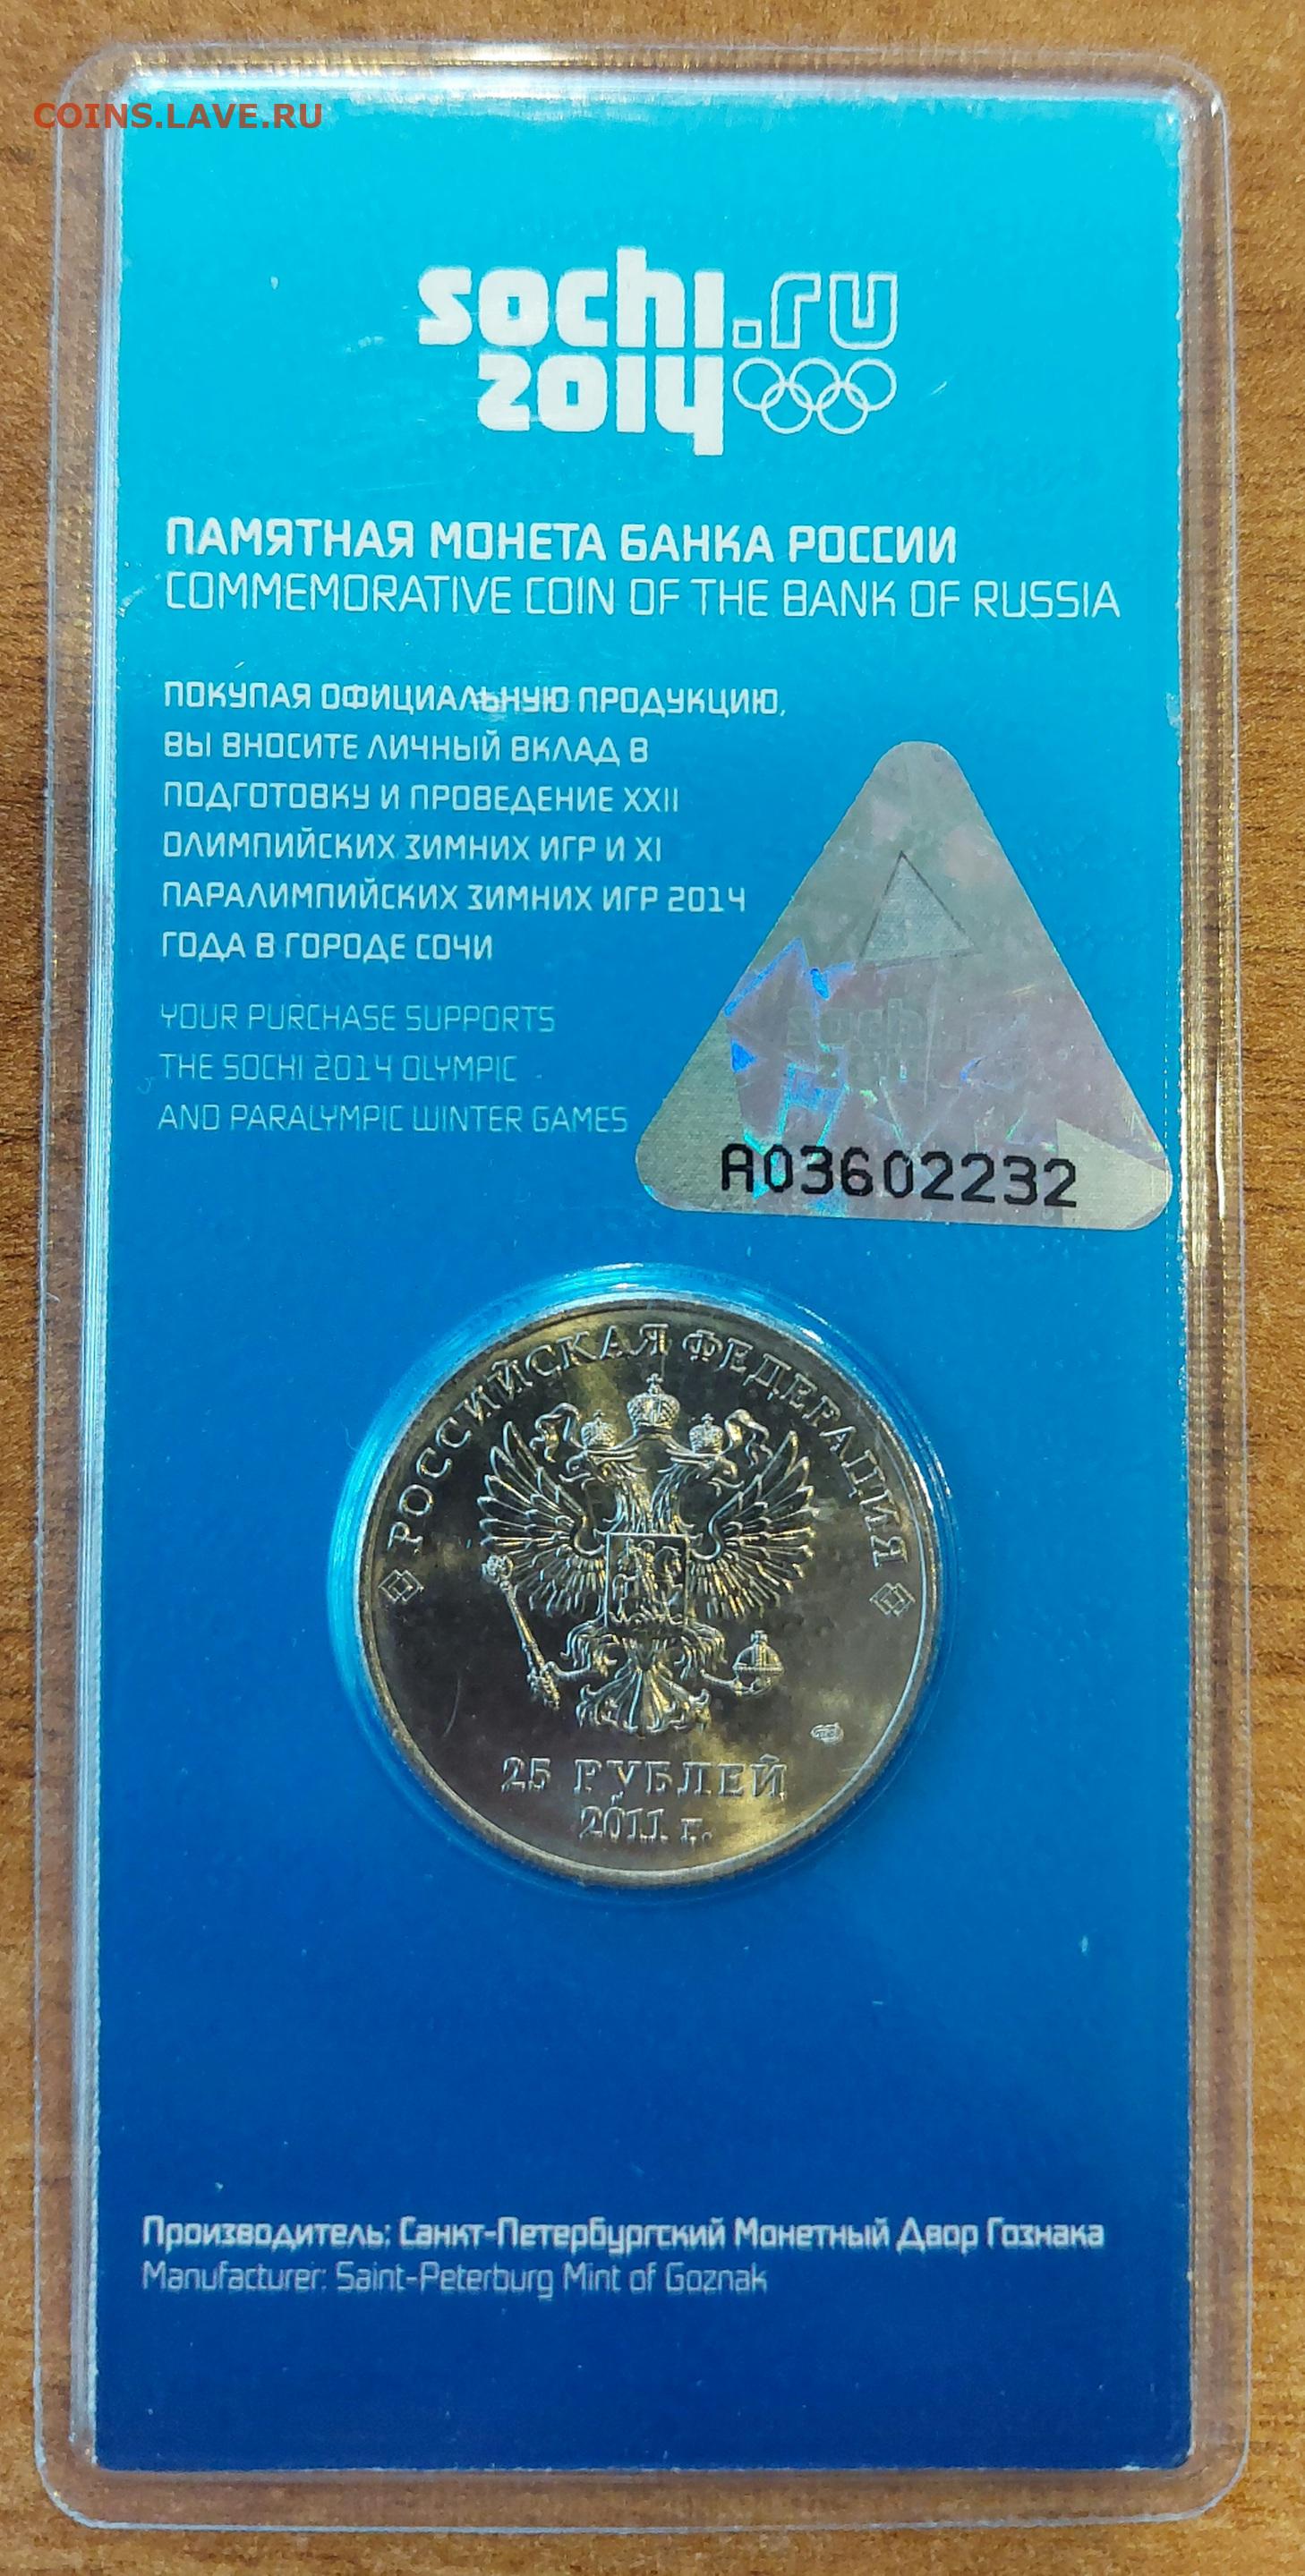 COINS.LAVE.RU
sochi.ru
2014
ПАМЯТНАЯ МОНЕТА БАНКА РОССИИ
COMMEMORATIVE COIN OF THE BANK OF RUSSIA
ПОКУПАЯ ОФИЦИАЛЬНУЮ ПРОДУКЦИЮ,
ВЫ ВНОСИТЕ ЛИЧНЫЙ ВКЛАД В
ПОДГОТОВКУ И ПРОВЕДЕНИЕ XXII
ОЛИМПИЙСКИХ ЗИМНИХ ИГР И XI
ПАРАЛИМПИЙСКИХ ЗИМНИХ ИГР 2014
ГОДА В ГОРОДЕ СОЧИ
YOUR PURCHASE SUPPORTS
THE SOCHI 2014 OLYMPIC
AND PARALYMPIC WINTER GAMES
A03602232
РОССИЙСКАЯ ФЕДЕРАЦИЯ
25 РУБЛЕЙ
2011 г.
Производитель: Санкт-Петербургский Монетный Двор Гознака
Manufacturer: Saint-Peterburg Mint of Goznak